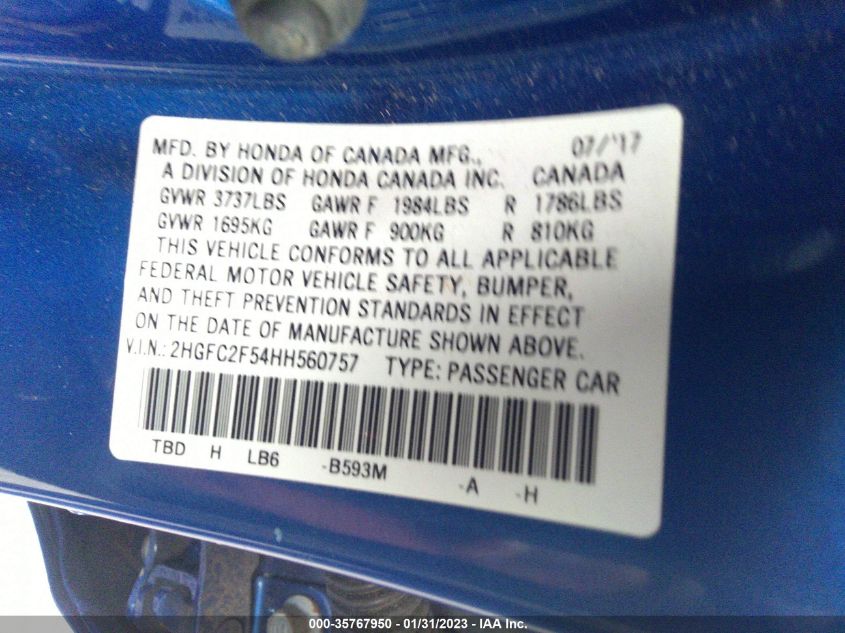 MFD. BY HONDA OF CANADA MFG., 07/'17
A DIVISION OF HONDA CANADA INC. CANADA
GVWR 3737LBS GAWR F 1984LBS R 1786LBS
GVWR 1695KG GAWR F 900KG R 810KG
THIS VEHICLE CONFORMS TO ALL APPLICABLE
FEDERAL MOTOR VEHICLE SAFETY, BUMPER,
AND THEFT PREVENTION STANDARDS IN EFFECT
ON THE DATE OF MANUFACTURE SHOWN ABOVE.
V.I.N.: 2HGFC2F54HH560757 TYPE: PASSENGER CAR
TBD H LB6 -B593M -A -H
000-35767950 — 01/31/2023 — IAA Inc.